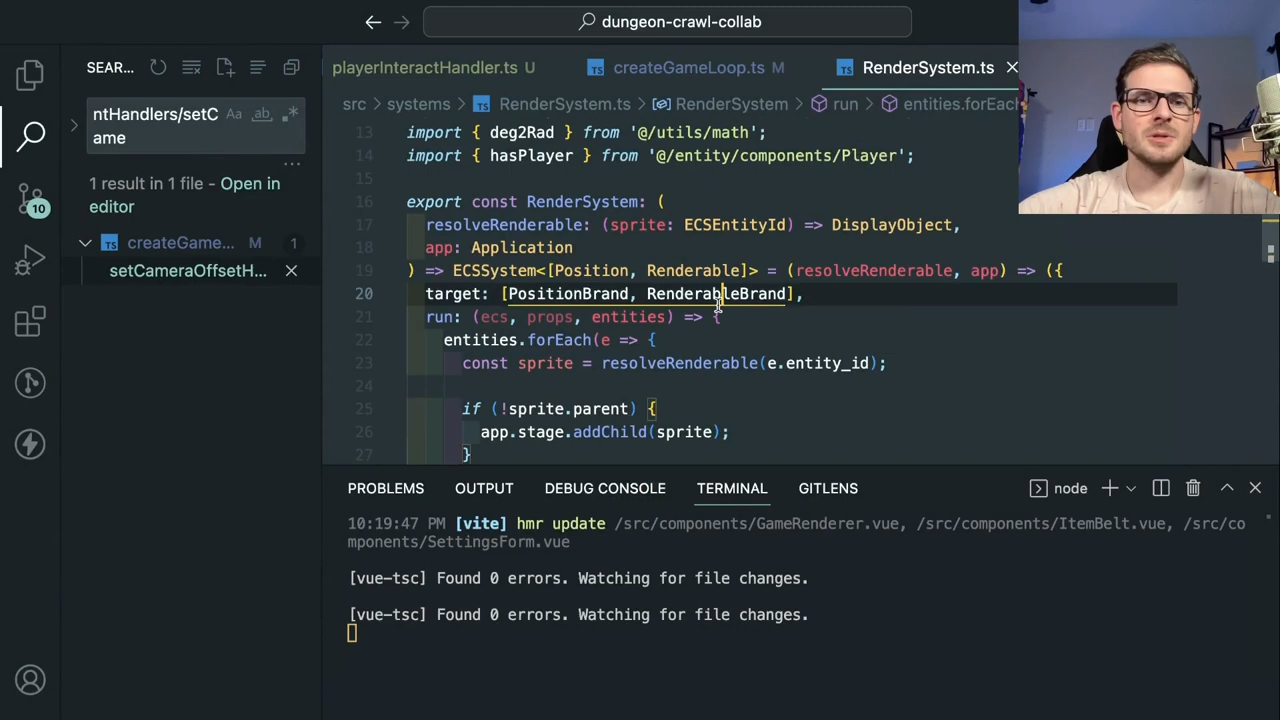 dungeon-crawl-collab
SEAR...
playerInteractHandler.ts U
TS createGameLoop.ts M
TS RenderSystem.ts
ntHandlers/setC
ame
Aa ab
1 result in 1 file - Open in
editor
TS createGame... M 1
setCameraOffsetH...
10
src systems TS RenderSystem.ts RenderSystem run entities.forEach
13 import { deg2Rad } from '@/utils/math';
14 import { hasPlayer } from '@/entity/components/Player';
15
16 export const RenderSystem: (
17 resolveRenderable: (sprite: ECSEntityId) => DisplayObject,
18 app: Application
19 ) => ECSSystem<[Position, Renderable]> = (resolveRenderable, app) => ({
20 target: [PositionBrand, RenderableBrand],
21 run: (ecs, props, entities) => {
22 entities.forEach(e => {
23 const sprite = resolveRenderable(e.entity_id);
24
25 if (!sprite.parent) {
26 app.stage.addChild(sprite);
27 }
PROBLEMS OUTPUT DEBUG CONSOLE TERMINAL GITLENS
node
10:19:47 PM [vite] hmr update /src/components/GameRenderer.vue, /src/components/ItemBelt.vue, /src/co
mponents/SettingsForm.vue
[vue-tsc] Found 0 errors. Watching for file changes.
[vue-tsc] Found 0 errors. Watching for file changes.